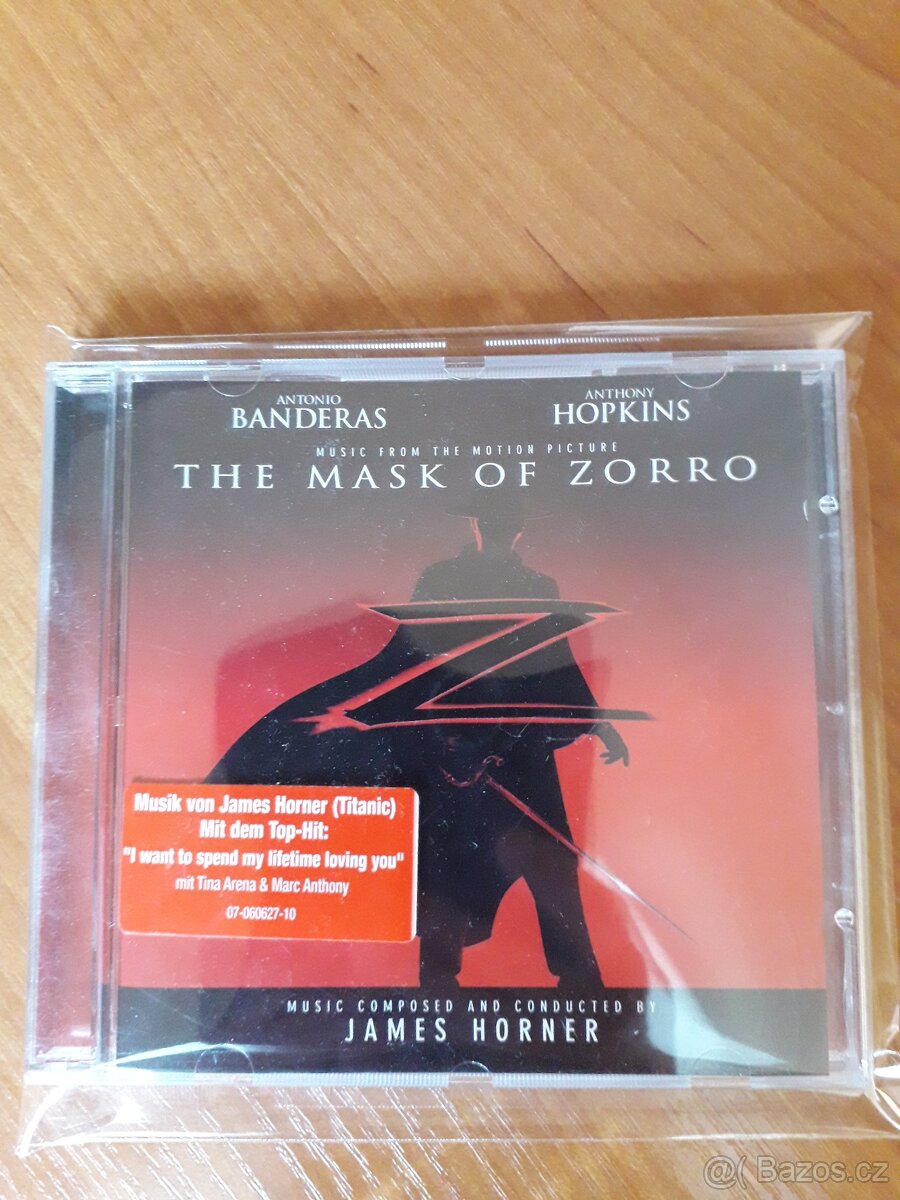 ANTONIO
BANDERAS
ANTHONY
HOPKINS
MUSIC FROM THE MOTION PICTURE
THE MASK OF ZORRO
Z
Musik von James Horner (Titanic)
Mit dem Top-Hit:
"I want to spend my lifetime loving you"
mit Tina Arena & Marc Anthony
07-060627-10
MUSIC COMPOSED AND CONDUCTED BY
JAMES HORNER
@( Bazos.cz